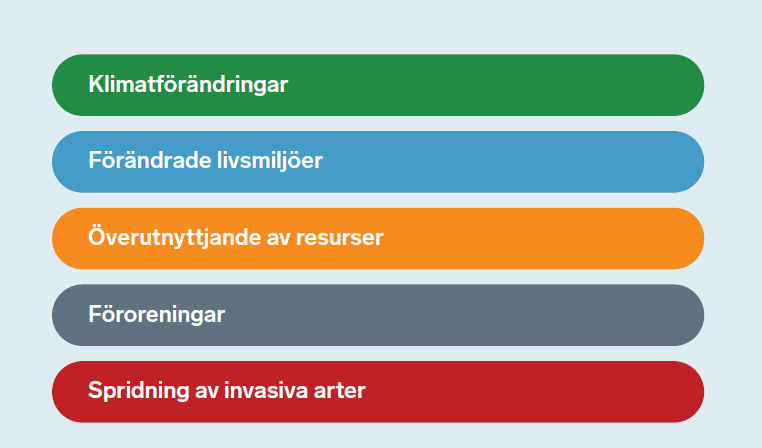 Klimatförändringar
Förändrade livsmiljöer
Överutnyttjande av resurser
Föroreningar
Spridning av invasiva arter